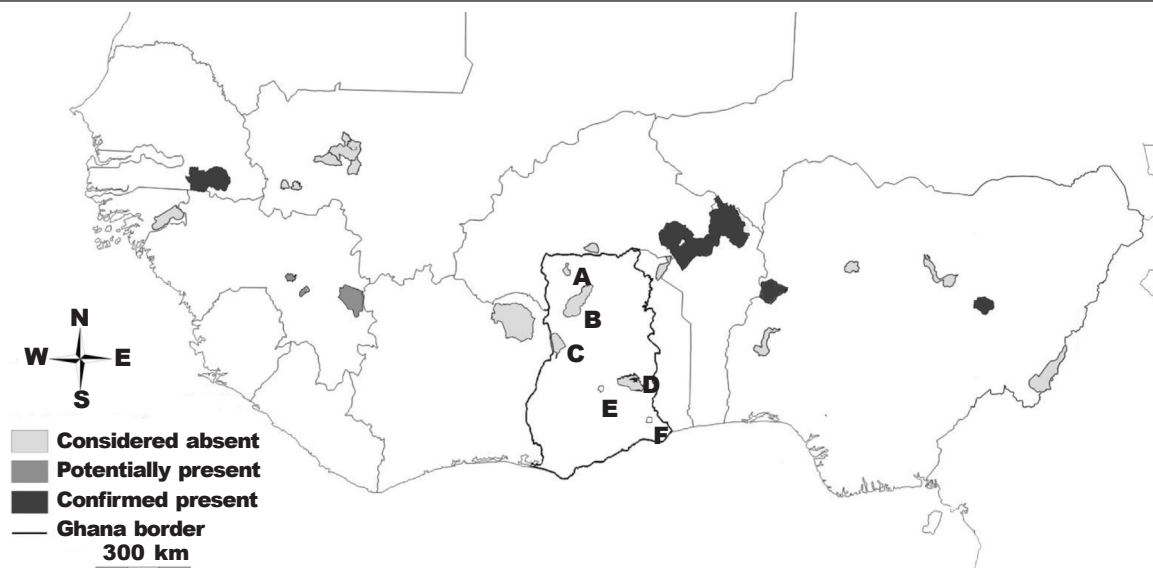 A
B
C
D
E
F
N
W E
S
Considered absent
Potentially present
Confirmed present
Ghana border
300 km